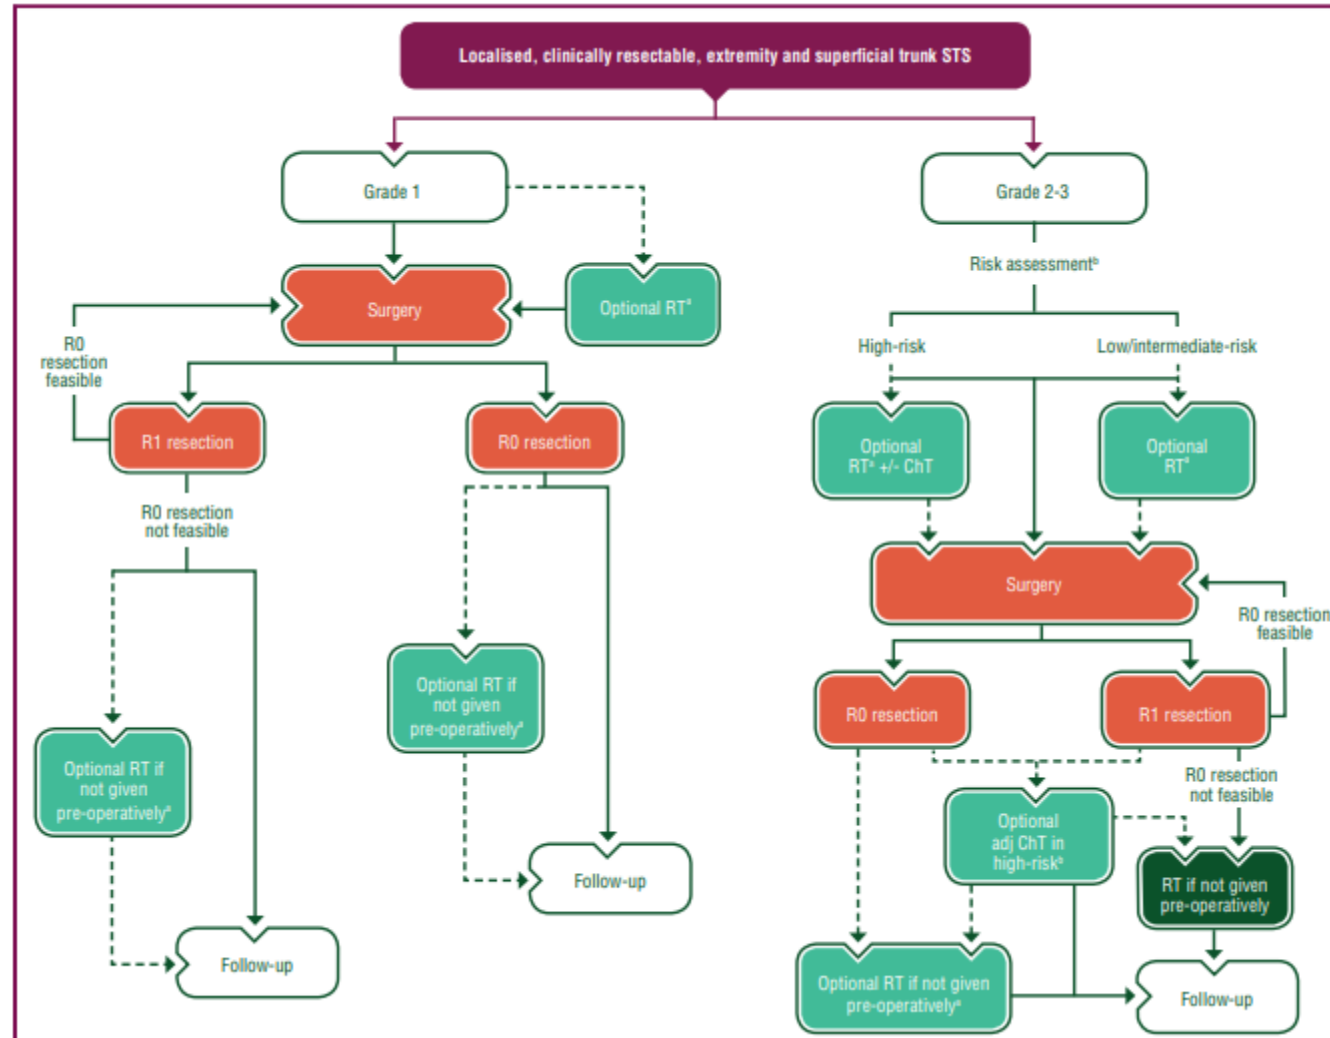 Localised, clinically resectable, extremity and superficial trunk STS
Grade 1
Grade 2-3
Risk assessmentᵇ
Surgery
Optional RTᵃ
High-risk
Low/intermediate-risk
R0
resection
feasible
R1 resection
R0 resection
Optional
RTᵃ +/- ChT
Optional
RTᵃ
R0 resection
not feasible
Surgery
R0 resection
feasible
Optional RT if
not given
pre-operativelyᵃ
R0 resection
R1 resection
Optional RT if
not given
pre-operativelyᵃ
R0 resection
not feasible
Optional
adj ChT in
high-riskᵇ
Follow-up
RT if not given
pre-operatively
Follow-up
Optional RT if not given
pre-operativelyᵃ
Follow-up